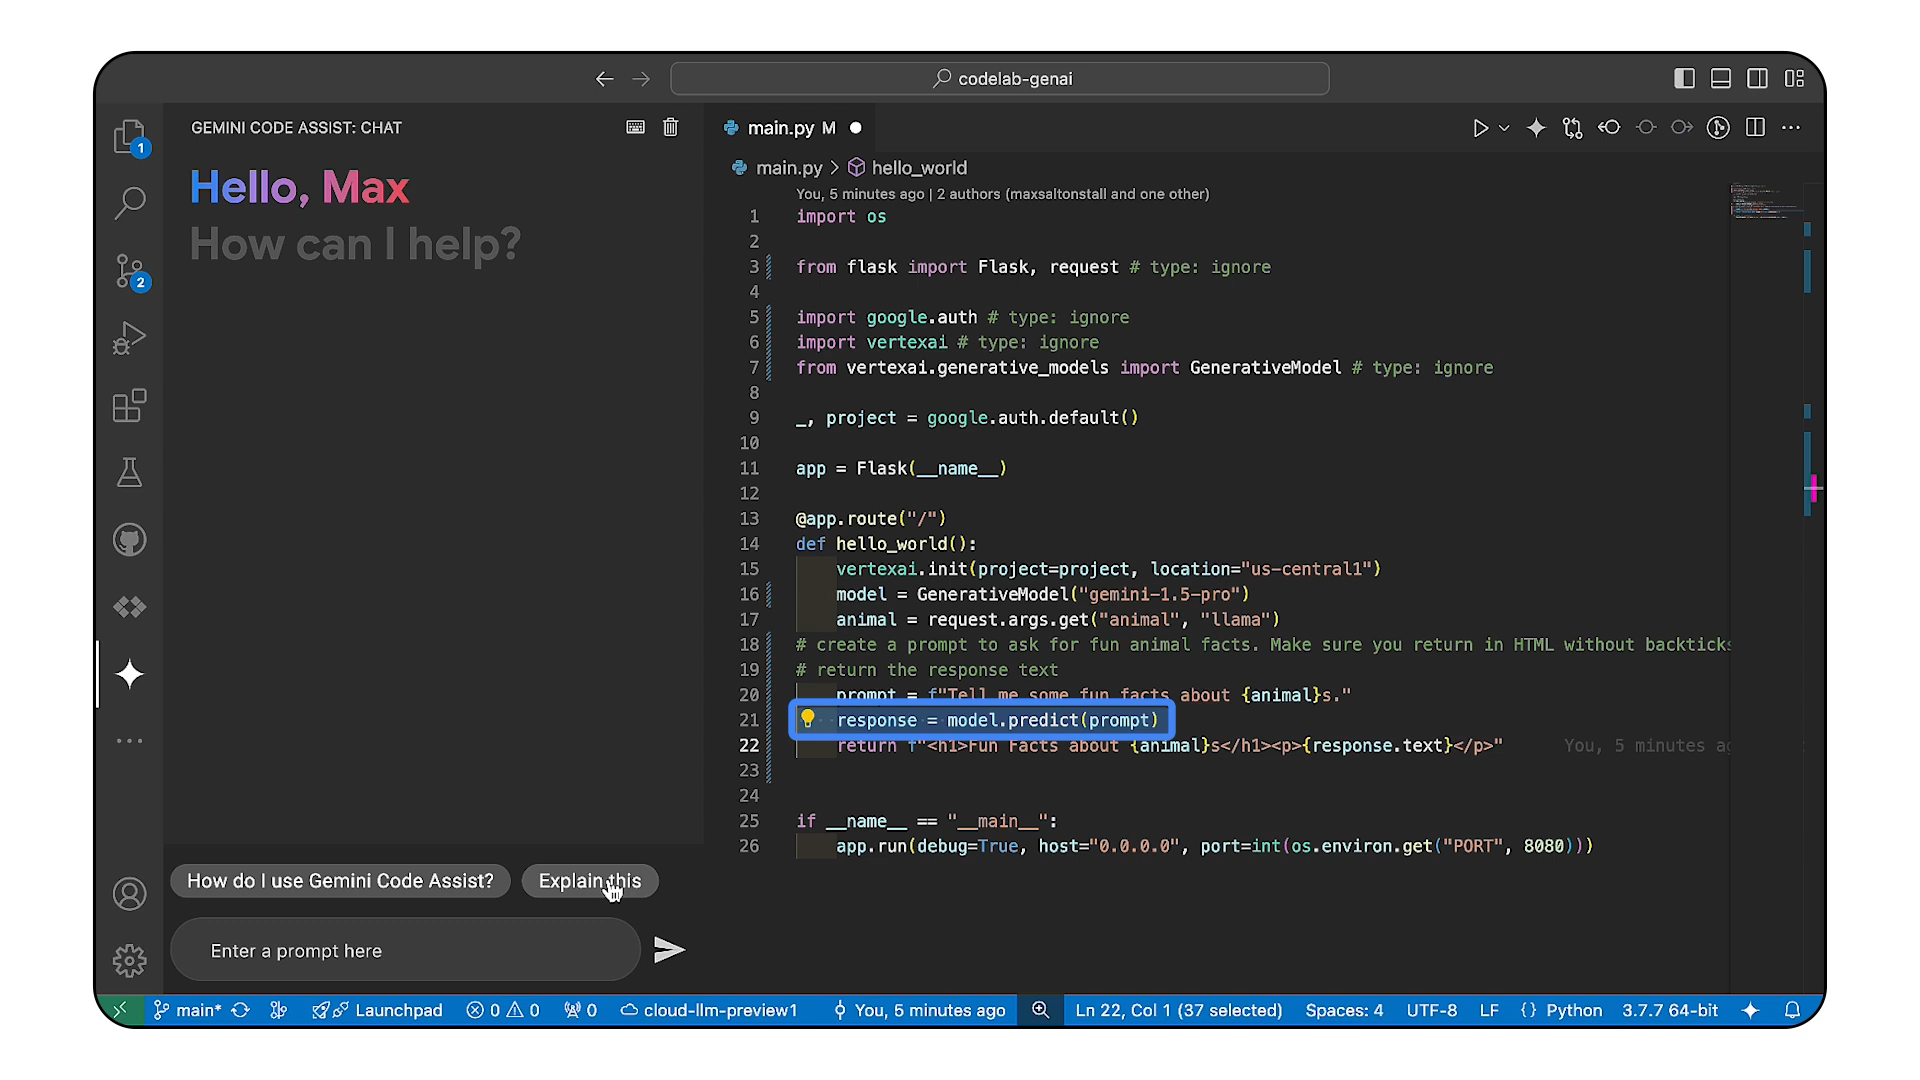 codelab-genai
GEMINI CODE ASSIST: CHAT
Hello, Max
How can I help?
How do I use Gemini Code Assist?
Explain this
Enter a prompt here
1
2
main.py M
main.py > hello_world
You, 5 minutes ago | 2 authors (maxsaltonstall and one other)
1 import os
2
3 from flask import Flask, request # type: ignore
4
5 import google.auth # type: ignore
6 import vertexai # type: ignore
7 from vertexai.generative_models import GenerativeModel # type: ignore
8
9 _, project = google.auth.default()
10
11 app = Flask(__name__)
12
13 @app.route("/")
14 def hello_world():
15 vertexai.init(project=project, location="us-central1")
16 model = GenerativeModel("gemini-1.5-pro")
17 animal = request.args.get("animal", "llama")
18 # create a prompt to ask for fun animal facts. Make sure you return in HTML without backticks
19 # return the response text
20 prompt = f"Tell me some fun facts about {animal}s."
21 response = model.predict(prompt)
22 return f"<h1>Fun Facts about {animal}s</h1><p>{response.text}</p>" You, 5 minutes
23
24
25 if __name__ == "__main__":
26 app.run(debug=True, host="0.0.0.0", port=int(os.environ.get("PORT", 8080)))
main* Launchpad 0 0 0 cloud-llm-preview1 You, 5 minutes ago Ln 22, Col 1 (37 selected) Spaces: 4 UTF-8 LF {} Python 3.7.7 64-bit